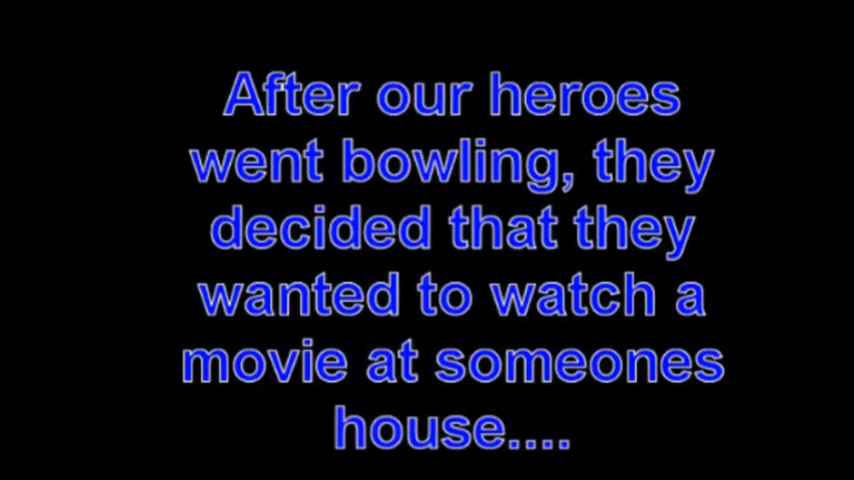 After our heroes
went bowling, they
decided that they
wanted to watch a
movie at someones
house....